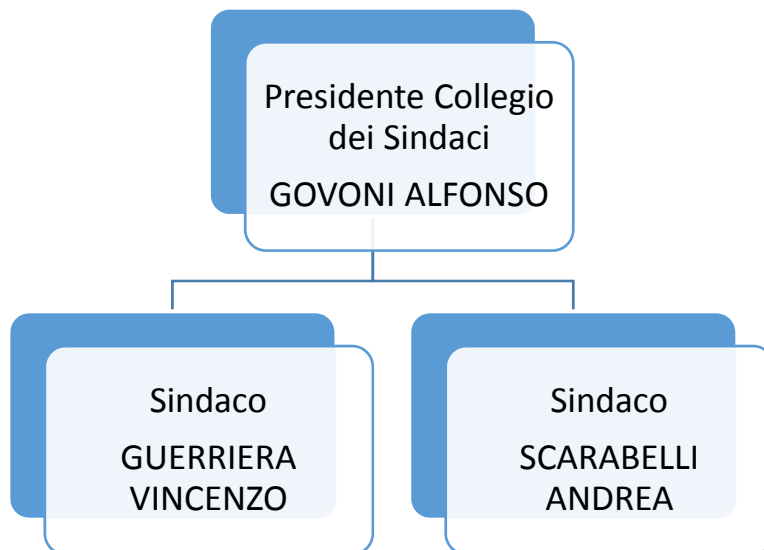 Presidente Collegio
dei Sindaci
GOVONI ALFONSO
Sindaco
GUERRIERA
VINCENZO
Sindaco
SCARABELLI
ANDREA